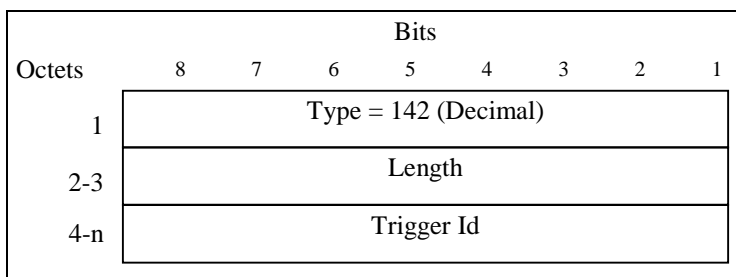 Bits
Octets 8 7 6 5 4 3 2 1
1 Type = 142 (Decimal)
2-3 Length
4-n Trigger Id